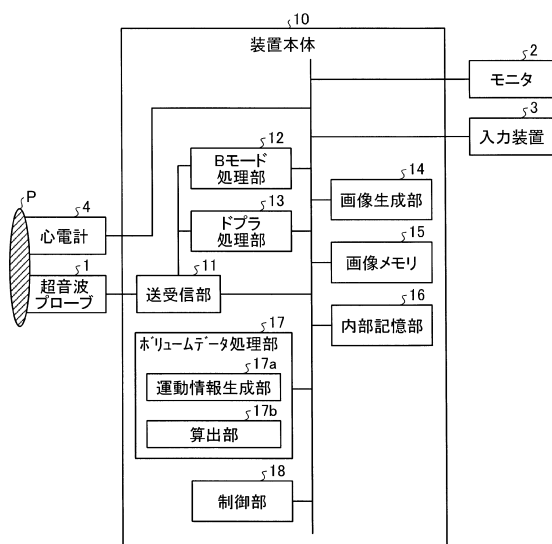 10
装置本体
2
モニタ
3
入力装置
12
Bモード
処理部
P
4
心電計
13
ドプラ
処理部
14
画像生成部
1
超音波
プローブ
11
送受信部
15
画像メモリ
16
内部記憶部
17
ボリュームデータ処理部
17a
運動情報生成部
17b
算出部
18
制御部